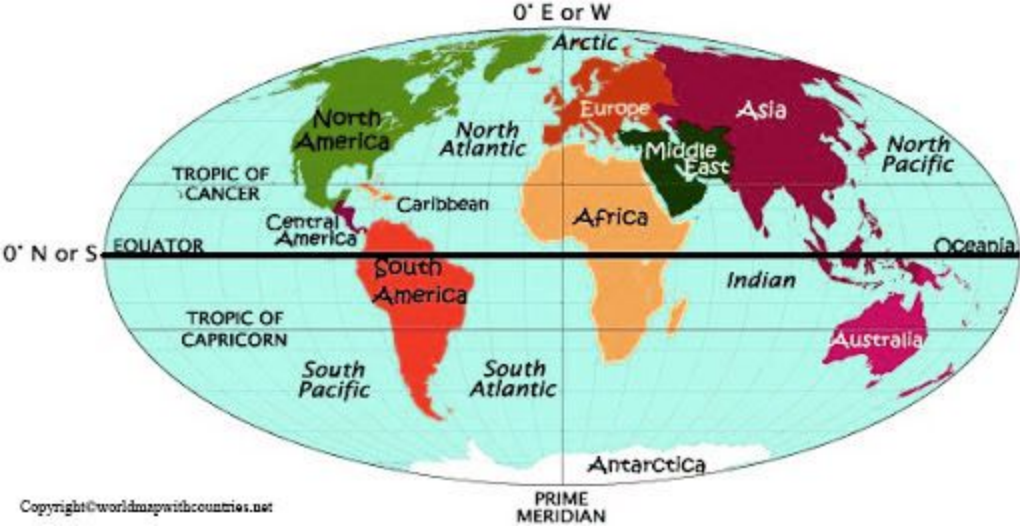 0° E or W
Arctic
North
America
Europe
Asia
North
Atlantic
Middle
East
North
Pacific
TROPIC OF
CANCER
Caribbean
Africa
Central
America
0° N or S
EQUATOR
Oceania
South
America
Indian
TROPIC OF
CAPRICORN
Australia
South
Pacific
South
Atlantic
Antarctica
PRIME
MERIDIAN
Copyright©worldmapwithcountries.net